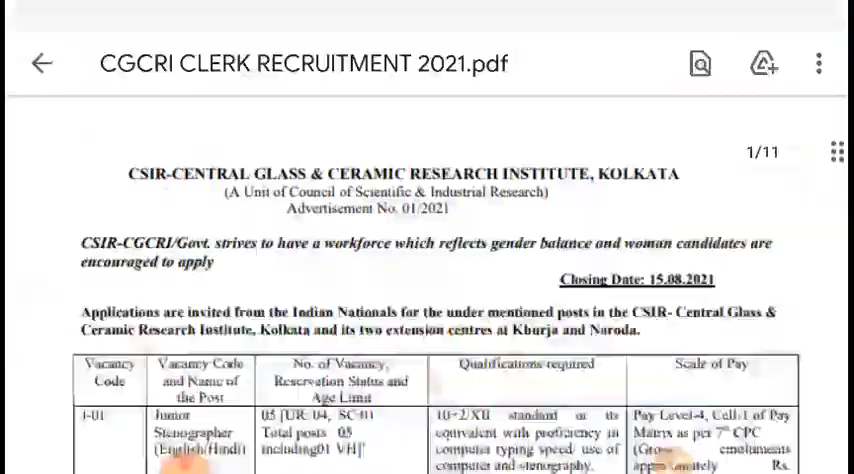 CGCRI CLERK RECRUITMENT 2021.pdf
1/11
CSIR-CENTRAL GLASS & CERAMIC RESEARCH INSTITUTE, KOLKATA
(A Unit of Council of Scientific & Industrial Research)
Advertisement No. 01/2021
CSIR-CGCRI/Govt. strives to have a workforce which reflects gender balance and woman candidates are
encouraged to apply
Closing Date: 15.08.2021
Applications are invited from the Indian Nationals for the under mentioned posts in the CSIR- Central Glass &
Ceramic Research Institute, Kolkata and its two extension centres at Khurja and Naroda.
Vacancy
Code
Vacancy Code
and Name of
the Post
No. of Vacancy,
Reservation Status and
Age Limit
Qualifications required
Scale of Pay
J-01
Junior
Stenographer
(English/Hindi)
05 [UR-04, SC-01
Total posts 05
including01 VH]
10+2/XII standard or its
equivalent with proficiency in
computer typing speed/ use of
computer and stenography.
Pay Level-4, Cell-1 of Pay
Matrix as per 7th CPC
emoluments
Rs.